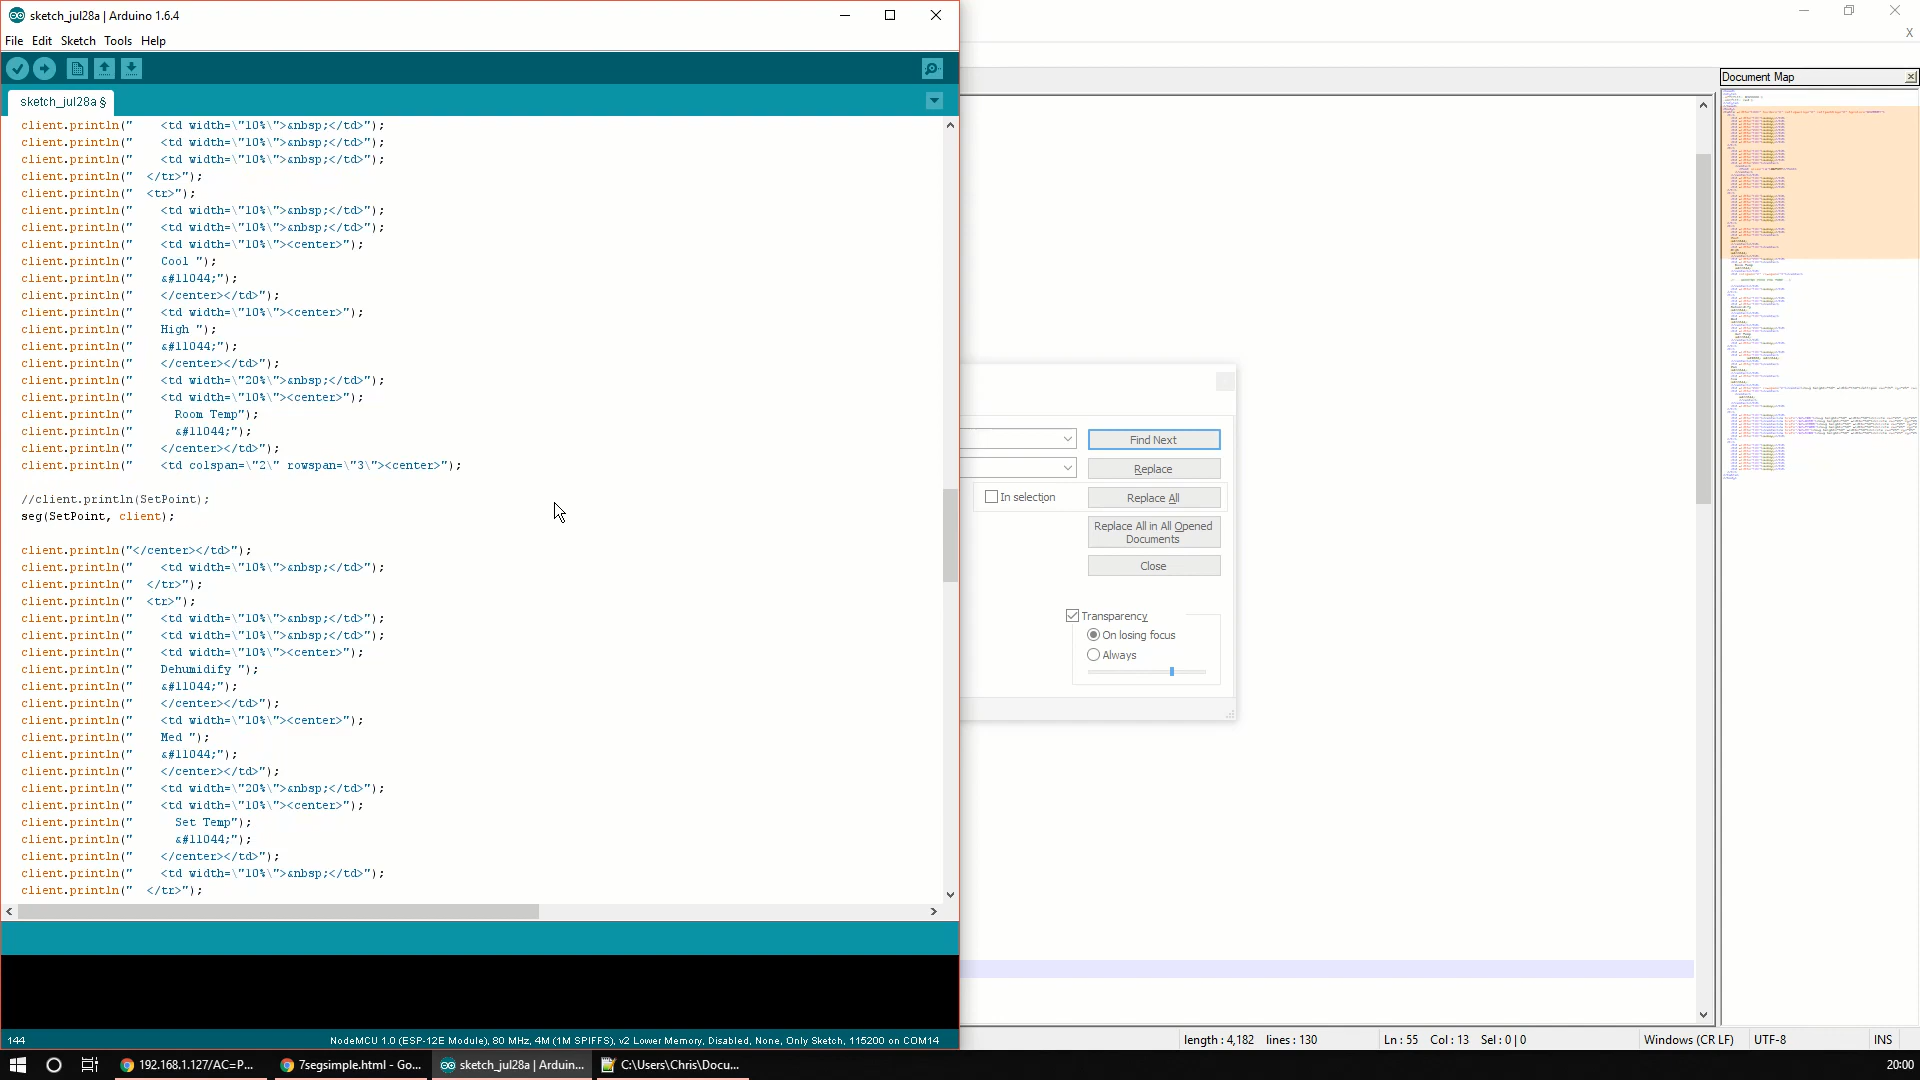 sketch_jul28a | Arduino 1.6.4
File Edit Sketch Tools Help
sketch_jul28a §
client.println("    <td width=\"10%\">&nbsp;</td>");
client.println("    <td width=\"10%\">&nbsp;</td>");
client.println("    <td width=\"10%\">&nbsp;</td>");
client.println("  </tr>");
client.println("  <tr>");
client.println("    <td width=\"10%\">&nbsp;</td>");
client.println("    <td width=\"10%\">&nbsp;</td>");
client.println("    <td width=\"10%\"><center>");
client.println("    Cool ");
client.println("    &#11044;");
client.println("    </center></td>");
client.println("    <td width=\"10%\"><center>");
client.println("    High ");
client.println("    &#11044;");
client.println("    </center></td>");
client.println("    <td width=\"20%\">&nbsp;</td>");
client.println("    <td width=\"10%\"><center>");
client.println("      Room Temp");
client.println("      &#11044;");
client.println("    </center></td>");
client.println("    <td colspan=\"2\" rowspan=\"3\"><center>");
//client.println(SetPoint);
seg(SetPoint, client);
client.println("</center></td>");
client.println("    <td width=\"10%\">&nbsp;</td>");
client.println("  </tr>");
client.println("  <tr>");
client.println("    <td width=\"10%\">&nbsp;</td>");
client.println("    <td width=\"10%\">&nbsp;</td>");
client.println("    <td width=\"10%\"><center>");
client.println("    Dehumidify ");
client.println("    &#11044;");
client.println("    </center></td>");
client.println("    <td width=\"10%\"><center>");
client.println("    Med ");
client.println("    &#11044;");
client.println("    </center></td>");
client.println("    <td width=\"20%\">&nbsp;</td>");
client.println("    <td width=\"10%\"><center>");
client.println("      Set Temp");
client.println("      &#11044;");
client.println("    </center></td>");
client.println("    <td width=\"10%\">&nbsp;</td>");
client.println("  </tr>");
144
NodeMCU 1.0 (ESP-12E Module), 80 MHz, 4M (1M SPIFFS), v2 Lower Memory, Disabled, None, Only Sketch, 115200 on COM14
X
Document Map
Find Next
Replace
In selection
Replace All
Replace All in All Opened
Documents
Close
Transparency
On losing focus
Always
length : 4,182 lines : 130
Ln : 55 Col : 13 Sel : 0 | 0
Windows (CR LF)
UTF-8
INS
192.168.1.127/AC=P...
7segsimple.html - Go...
sketch_jul28a | Arduin...
C:\Users\Chris\Docu...
20:00